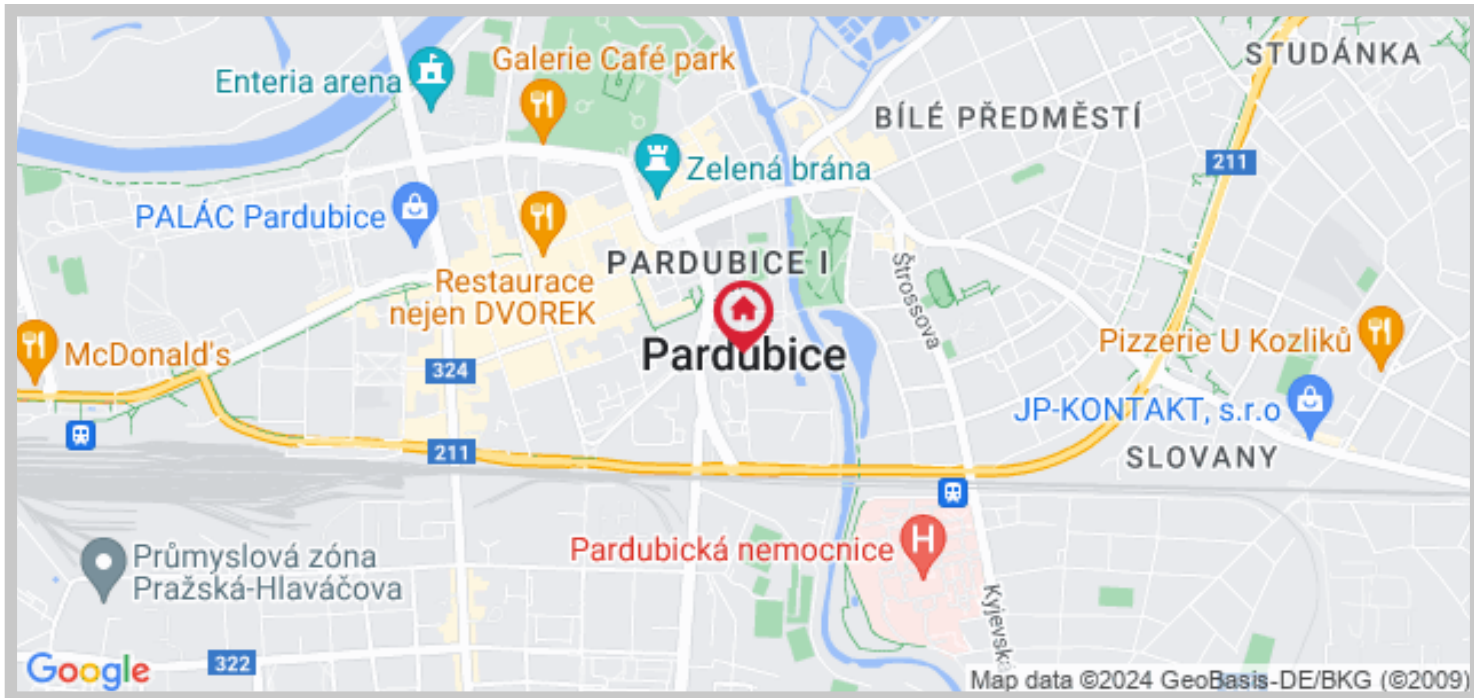 STUDÁNKA
Galerie Café park
Enteria arena
BÍLÉ PŘEDMĚSTÍ
211
Zelená brána
PALÁC Pardubice
PARDUBICE I
Štrossova
Restaurace
nejen DVOREK
Pardubice
McDonald's
Pizzerie U Kozliků
324
JP-KONTAKT, s.r.o
211
SLOVANY
Pardubická nemocnice
H
Průmyslová zóna
Pražská-Hlaváčova
Kyjevská
322
Google
Map data ©2024 GeoBasis-DE/BKG (©2009)